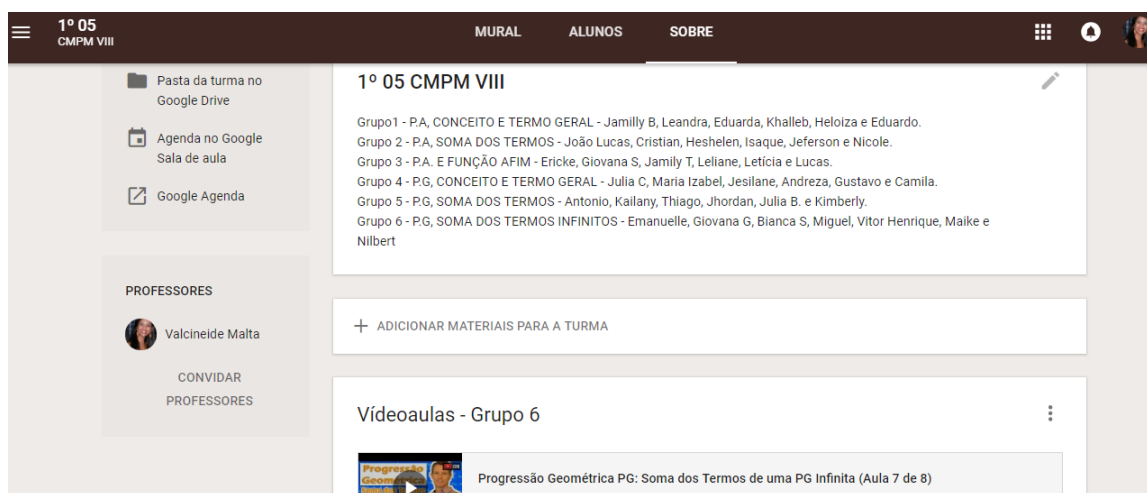 1º 05
CMPM VIII
MURAL
ALUNOS
SOBRE
Pasta da turma no
Google Drive
Agenda no Google
Sala de aula
Google Agenda
PROFESSORES
Valcineide Malta
CONVIDAR
PROFESSORES
1º 05 CMPM VIII
Grupo1 - P.A, CONCEITO E TERMO GERAL - Jamilly B, Leandra, Eduarda, Khalleb, Heloiza e Eduardo.
Grupo 2 - P.A, SOMA DOS TERMOS - João Lucas, Cristian, Heshelen, Isaque, Jeferson e Nicole.
Grupo 3 - P.A. E FUNÇÃO AFIM - Ericke, Giovana S, Jamily T, Leliane, Letícia e Lucas.
Grupo 4 - P.G, CONCEITO E TERMO GERAL - Julia C, Maria Izabel, Jesilane, Andreza, Gustavo e Camila.
Grupo 5 - P.G, SOMA DOS TERMOS - Antonio, Kailany, Thiago, Jhordan, Julia B. e Kimberly.
Grupo 6 - P.G, SOMA DOS TERMOS INFINITOS - Emanuelle, Giovana G, Bianca S, Miguel, Vitor Henrique, Maike e
Nilbert
ADICIONAR MATERIAIS PARA A TURMA
Vídeoaulas - Grupo 6
Progressão
Progressão Geométrica PG: Soma dos Termos de uma PG Infinita (Aula 7 de 8)